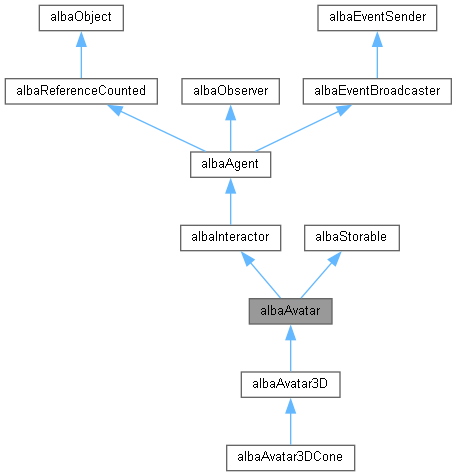 albaObject
albaEventSender
albaReferenceCounted
albaObserver
albaEventBroadcaster
albaAgent
albaInteractor
albaStorable
albaAvatar
albaAvatar3D
albaAvatar3DCone